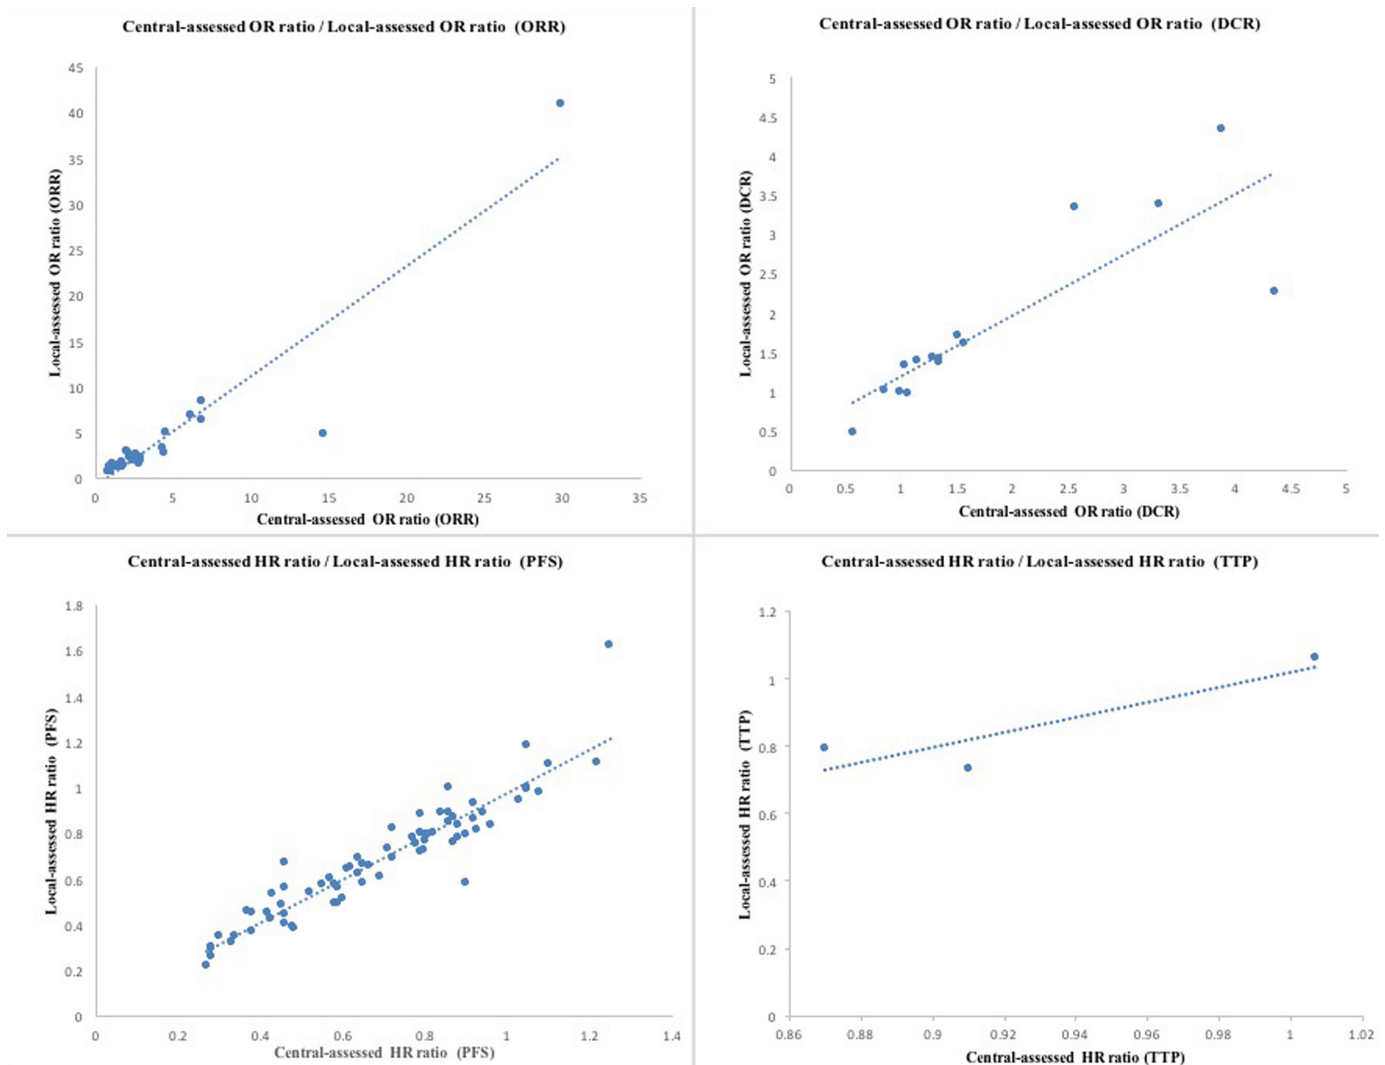 Central-assessed OR ratio / Local-assessed OR ratio (ORR)
45
40
35
30
25
20
15
10
5
0
Local-assessed OR ratio (ORR)
0 5 10 15 20 25 30 35
Central-assessed OR ratio (ORR)
Central-assessed OR ratio / Local-assessed OR ratio (DCR)
5
4.5
4
3.5
3
2.5
2
1.5
1
0.5
0
Local-assessed OR ratio (DCR)
0 0.5 1 1.5 2 2.5 3 3.5 4 4.5 5
Central-assessed OR ratio (DCR)
Central-assessed HR ratio / Local-assessed HR ratio (PFS)
1.8
1.6
1.4
1.2
1
0.8
0.6
0.4
0.2
0
Local-assessed HR ratio (PFS)
0 0.2 0.4 0.6 0.8 1 1.2 1.4
Central-assessed HR ratio (PFS)
Central-assessed HR ratio / Local-assessed HR ratio (TTP)
1.2
1
0.8
0.6
0.4
0.2
0
Local-assessed HR ratio (TTP)
0.86 0.88 0.9 0.92 0.94 0.96 0.98 1 1.02
Central-assessed HR ratio (TTP)